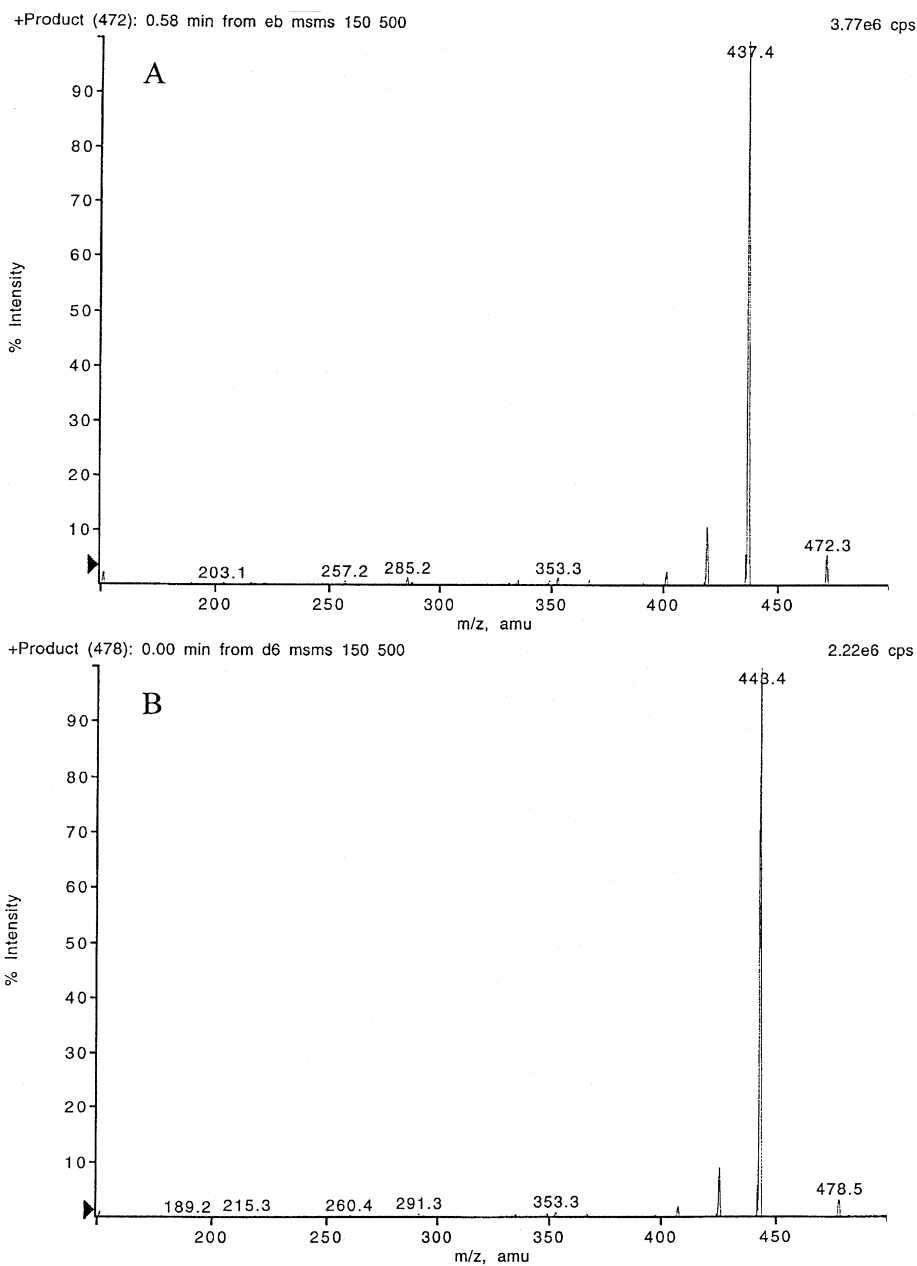 +Product (472): 0.58 min from eb msms 150 500 3.77e6 cps
A
437.4
90
80
70
60
50
40
30
20
10
% Intensity
472.3
203.1 257.2 285.2 353.3
200 250 300 350 400 450
m/z, amu
+Product (478): 0.00 min from d6 msms 150 500 2.22e6 cps
B
443.4
90
80
70
60
50
40
30
20
10
% Intensity
478.5
189.2 215.3 260.4 291.3 353.3
200 250 300 350 400 450
m/z, amu